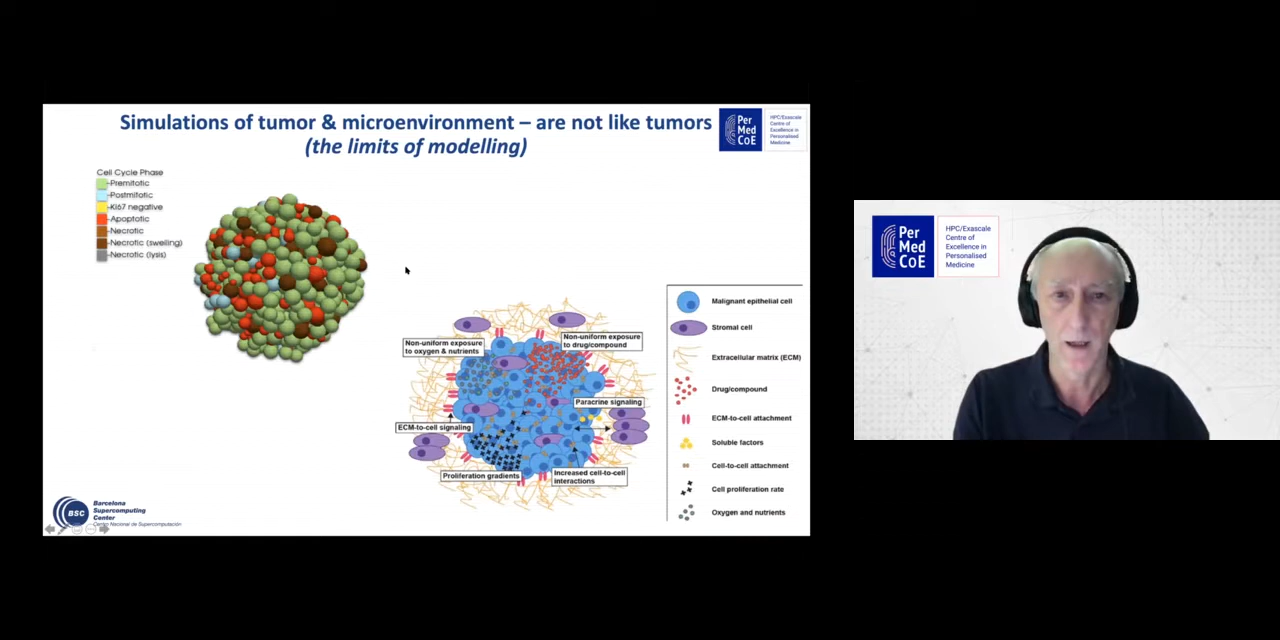 Simulations of tumor & microenvironment – are not like tumors
(the limits of modelling)
Per
Med
CoE
HPC/Exascale
Centre of
Excellence in
Personalised
Medicine
Cell Cycle Phase
Premitotic
Postmitotic
Ki67 negative
Apoptotic
Necrotic
Necrotic (swelling)
Necrotic (lysis)
Non-uniform exposure
to oxygen & nutrients
Non-uniform exposure
to drug/compound
Paracrine signaling
ECM-to-cell signaling
Proliferation gradients
Increased cell-to-cell
interactions
Malignant epithelial cell
Stromal cell
Extracellular matrix (ECM)
Drug/compound
ECM-to-cell attachment
Soluble factors
Cell-to-cell attachment
Cell proliferation rate
Oxygen and nutrients
BSC
Barcelona
Supercomputing
Center
Centro Nacional de Supercomputación
Per
Med
CoE
HPC/Exascale
Centre of
Excellence in
Personalised
Medicine